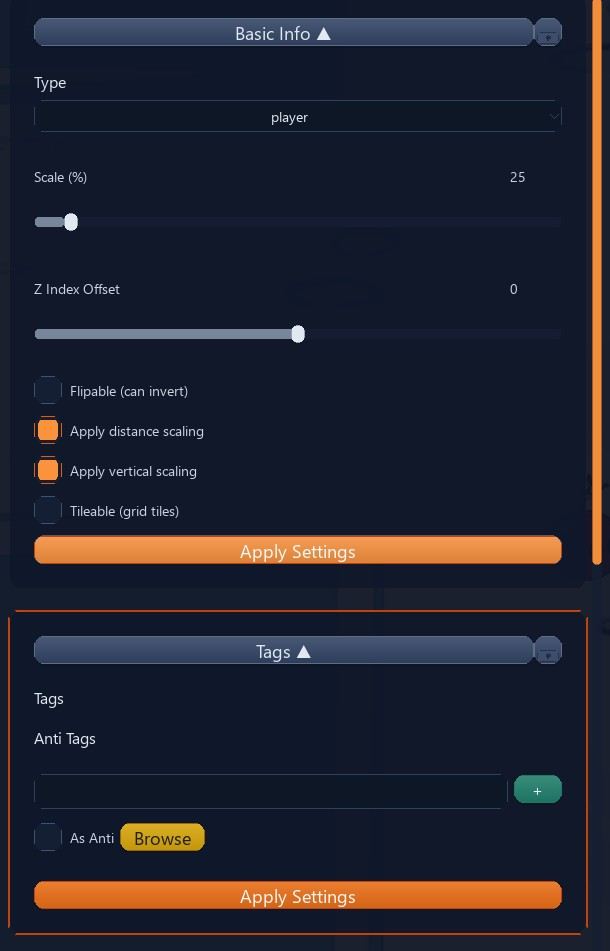 Basic Info ▲
Type
player
Scale (%) 25
Z Index Offset 0
Flipable (can invert)
Apply distance scaling
Apply vertical scaling
Tileable (grid tiles)
Apply Settings
Tags ▲
Tags
Anti Tags
+
As Anti Browse
Apply Settings